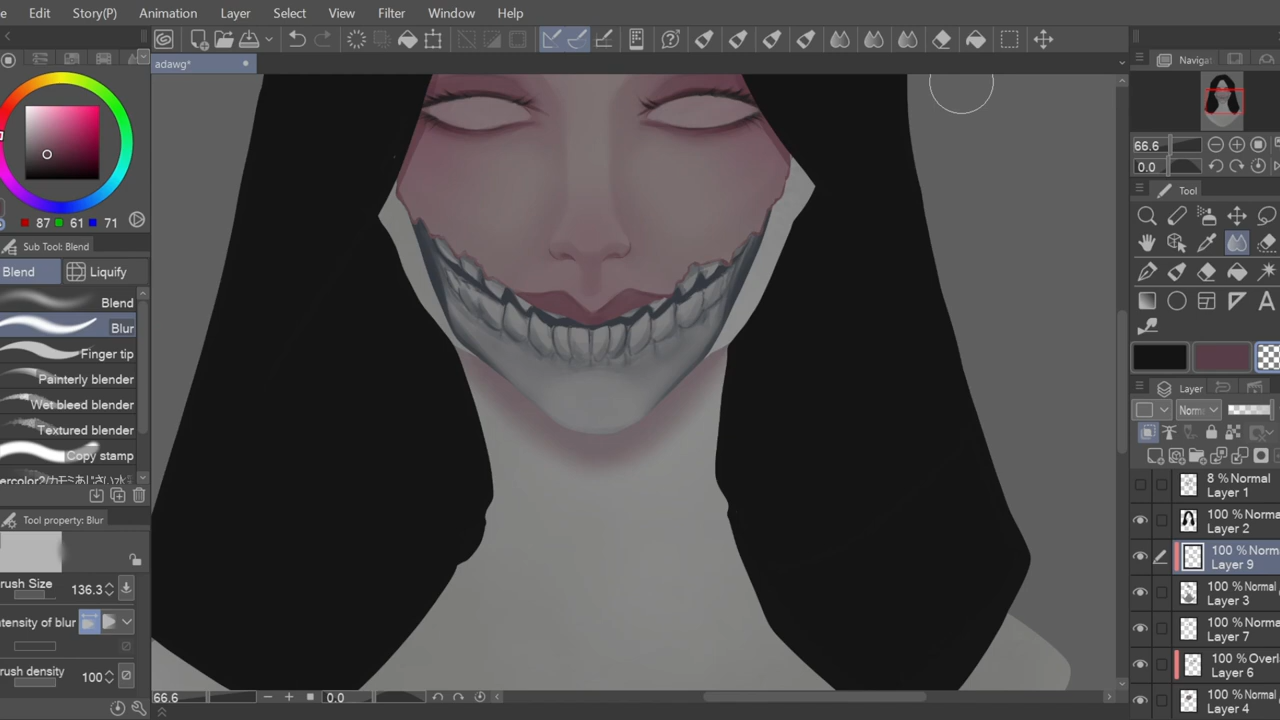 e Edit Story(P) Animation Layer Select View Filter Window Help
adawg*
Naviga
66.6
0.0
Tool
87 61 71
Sub Tool: Blend
Blend Liquify
Blend
Blur
Finger tip
Painterly blender
Wet bleed blender
Textured blender
Copy stamp
Layer
Norm
8 % Normal
Layer 1
100 % Normal
Layer 2
100 % Norma
Layer 9
100 % Normal
Layer 3
100 % Normal
Layer 7
100 % Overl
Layer 6
100 % Normal
Layer 4
Tool property: Blur
rush Size 136.3
ntensity of blur
rush density 100
66.6 0.0